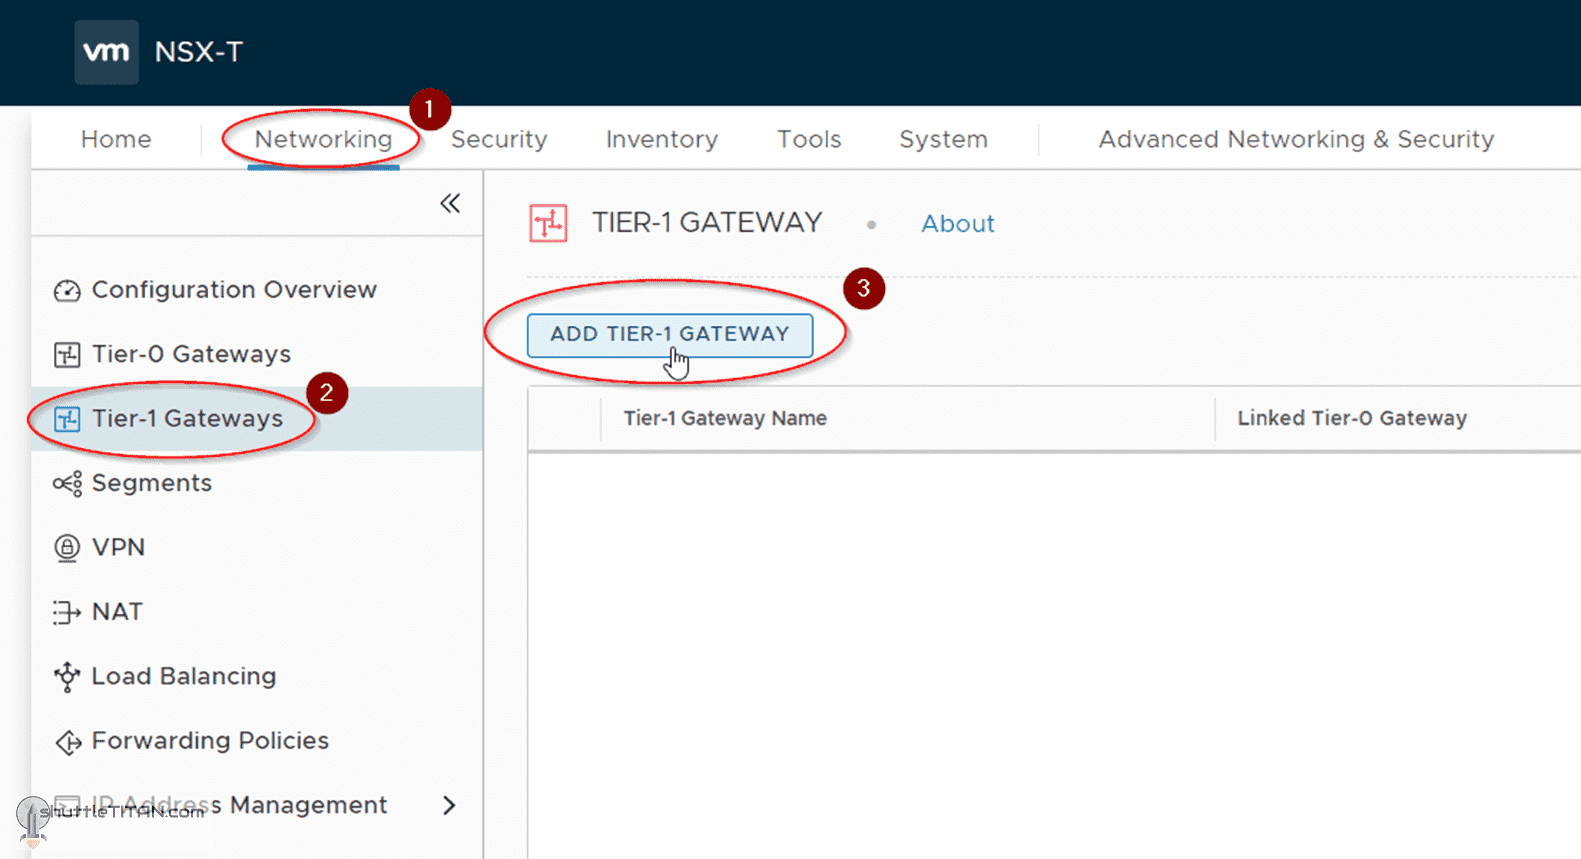 vm NSX-T
1
Home Networking Security Inventory Tools System Advanced Networking & Security
TIER-1 GATEWAY • About
3
ADD TIER-1 GATEWAY
Tier-1 Gateway Name Linked Tier-0 Gateway
Configuration Overview
Tier-0 Gateways
2
Tier-1 Gateways
Segments
VPN
NAT
Load Balancing
Forwarding Policies
IP Address Management
shuttleTITAN.com